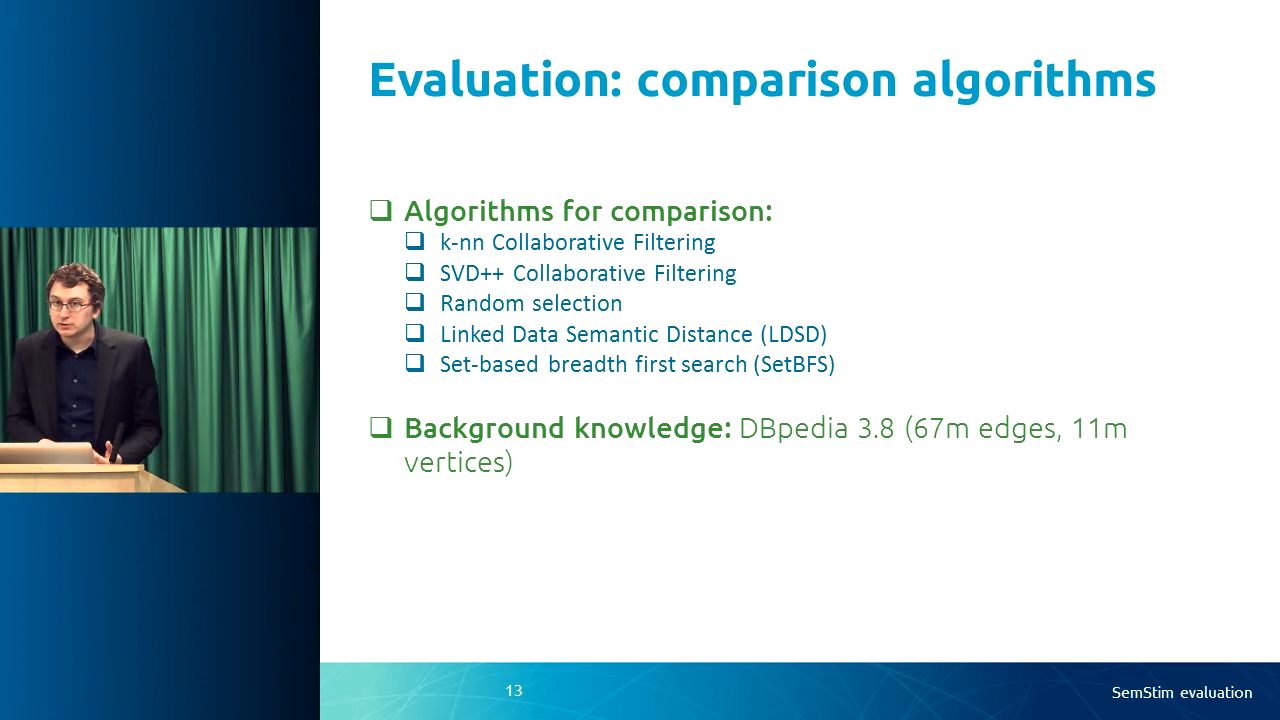 Evaluation: comparison algorithms
Algorithms for comparison:
k-nn Collaborative Filtering
SVD++ Collaborative Filtering
Random selection
Linked Data Semantic Distance (LDSD)
Set-based breadth first search (SetBFS)
Background knowledge: DBpedia 3.8 (67m edges, 11m
vertices)
13
SemStim evaluation